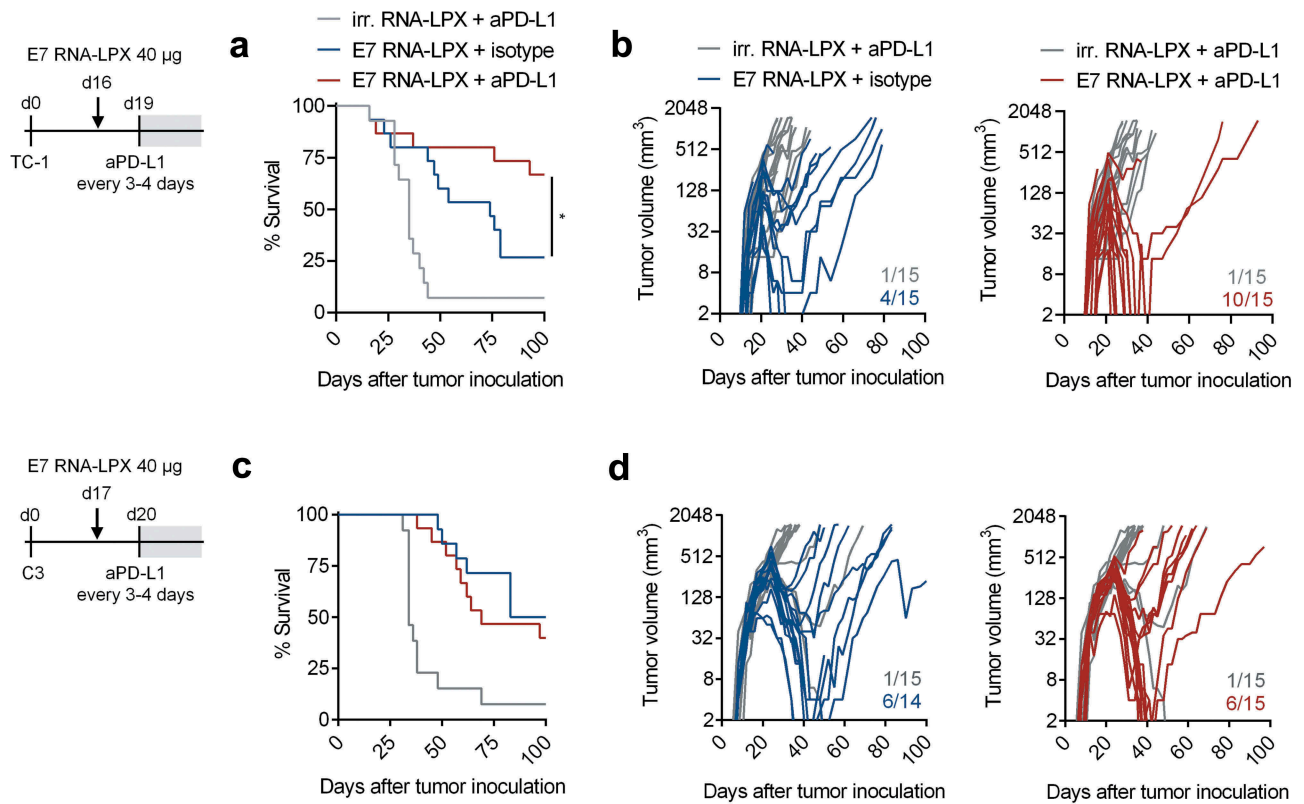 E7 RNA-LPX 40 µg
d16
d0
d19
TC-1
aPD-L1
every 3-4 days
a
irr. RNA-LPX + aPD-L1
E7 RNA-LPX + isotype
E7 RNA-LPX + aPD-L1
% Survival
100
75
50
25
0
0
25
50
75
100
*
Days after tumor inoculation
b
irr. RNA-LPX + aPD-L1
E7 RNA-LPX + isotype
Tumor volume (mm³)
2048
512
128
32
8
2
0
20
40
60
80
100
1/15
4/15
Days after tumor inoculation
irr. RNA-LPX + aPD-L1
E7 RNA-LPX + aPD-L1
Tumor volume (mm³)
2048
512
128
32
8
2
0
20
40
60
80
100
1/15
10/15
Days after tumor inoculation
E7 RNA-LPX 40 µg
d17
d0
d20
C3
aPD-L1
every 3-4 days
c
% Survival
100
75
50
25
0
0
25
50
75
100
Days after tumor inoculation
d
Tumor volume (mm³)
2048
512
128
32
8
2
0
20
40
60
80
100
1/15
6/14
Days after tumor inoculation
Tumor volume (mm³)
2048
512
128
32
8
2
0
20
40
60
80
100
1/15
6/15
Days after tumor inoculation